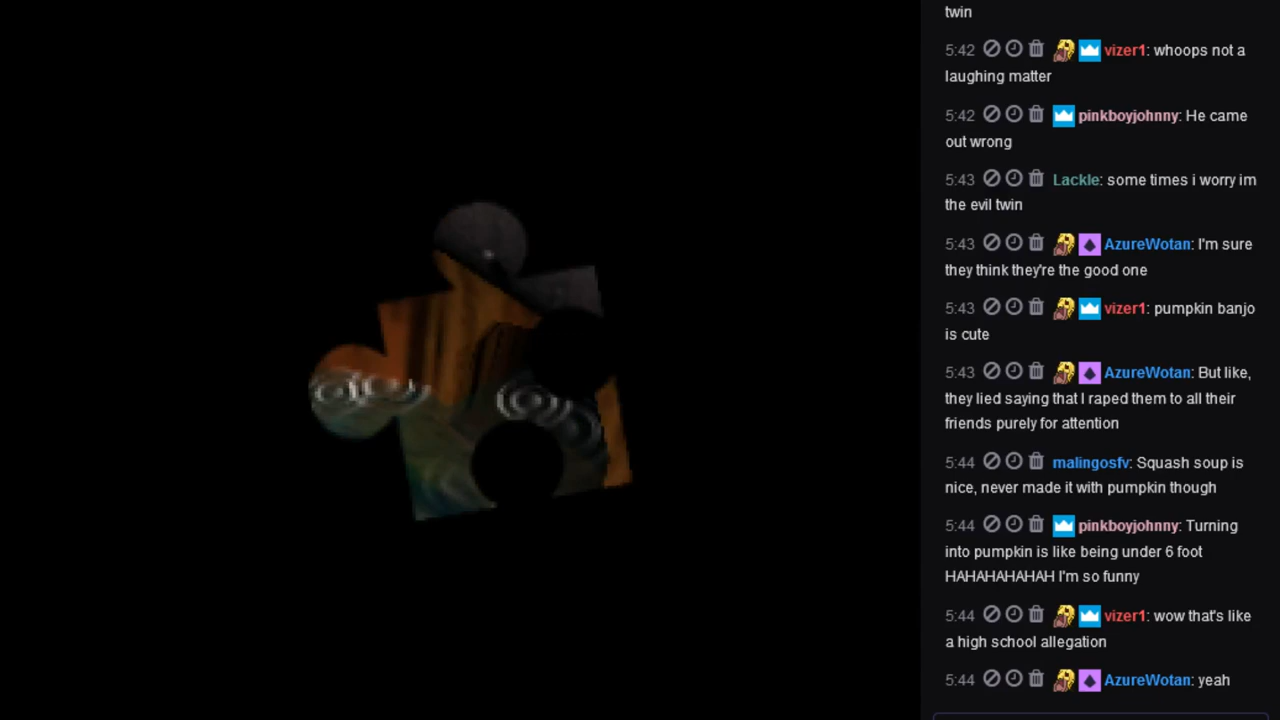 twin
5:42 vizer1: whoops not a
laughing matter
5:42 pinkboyjohnny: He came
out wrong
5:43 Lackle: some times i worry im
the evil twin
5:43 AzureWotan: I'm sure
they think they're the good one
5:43 vizer1: pumpkin banjo
is cute
5:43 AzureWotan: But like,
they lied saying that I raped them to all their
friends purely for attention
5:44 malingosfv: Squash soup is
nice, never made it with pumpkin though
5:44 pinkboyjohnny: Turning
into pumpkin is like being under 6 foot
HAHAHAHAHAH I'm so funny
5:44 vizer1: wow that's like
a high school allegation
5:44 AzureWotan: yeah